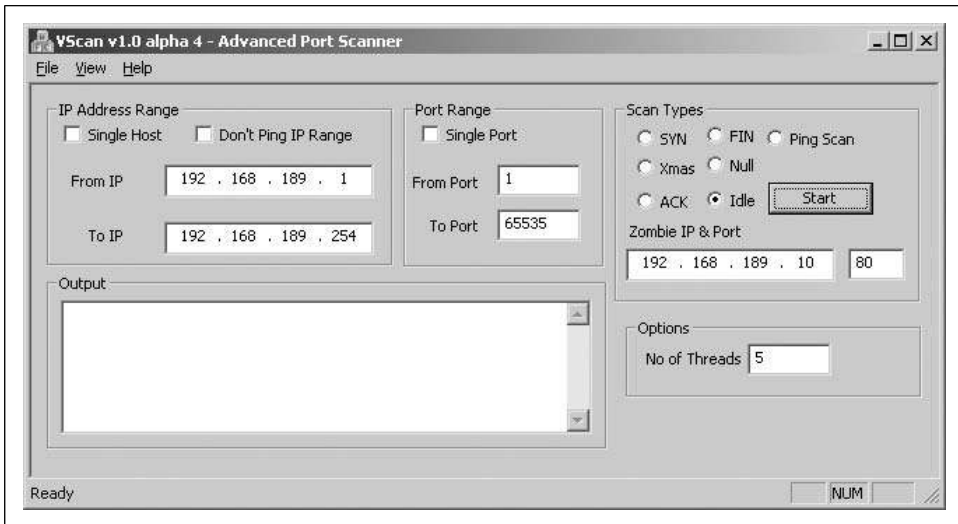 VScan v1.0 alpha 4 - Advanced Port Scanner
File View Help
IP Address Range
Single Host Don't Ping IP Range
From IP 192 . 168 . 189 . 1
To IP 192 . 168 . 189 . 254
Port Range
Single Port
From Port 1
To Port 65535
Scan Types
SYN FIN Ping Scan
Xmas Null
ACK Idle Start
Zombie IP & Port
192 . 168 . 189 . 10 80
Output
Options
No of Threads 5
Ready NUM